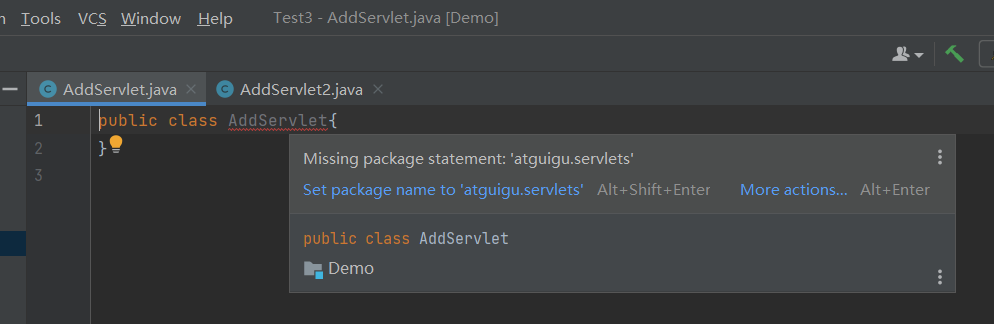 Tools VCS Window Help Test3 - AddServlet.java [Demo]
AddServlet.java AddServlet2.java
1 public class AddServlet{
2 }
3
Missing package statement: 'atguigu.servlets'
Set package name to 'atguigu.servlets' Alt+Shift+Enter More actions... Alt+Enter
public class AddServlet
Demo